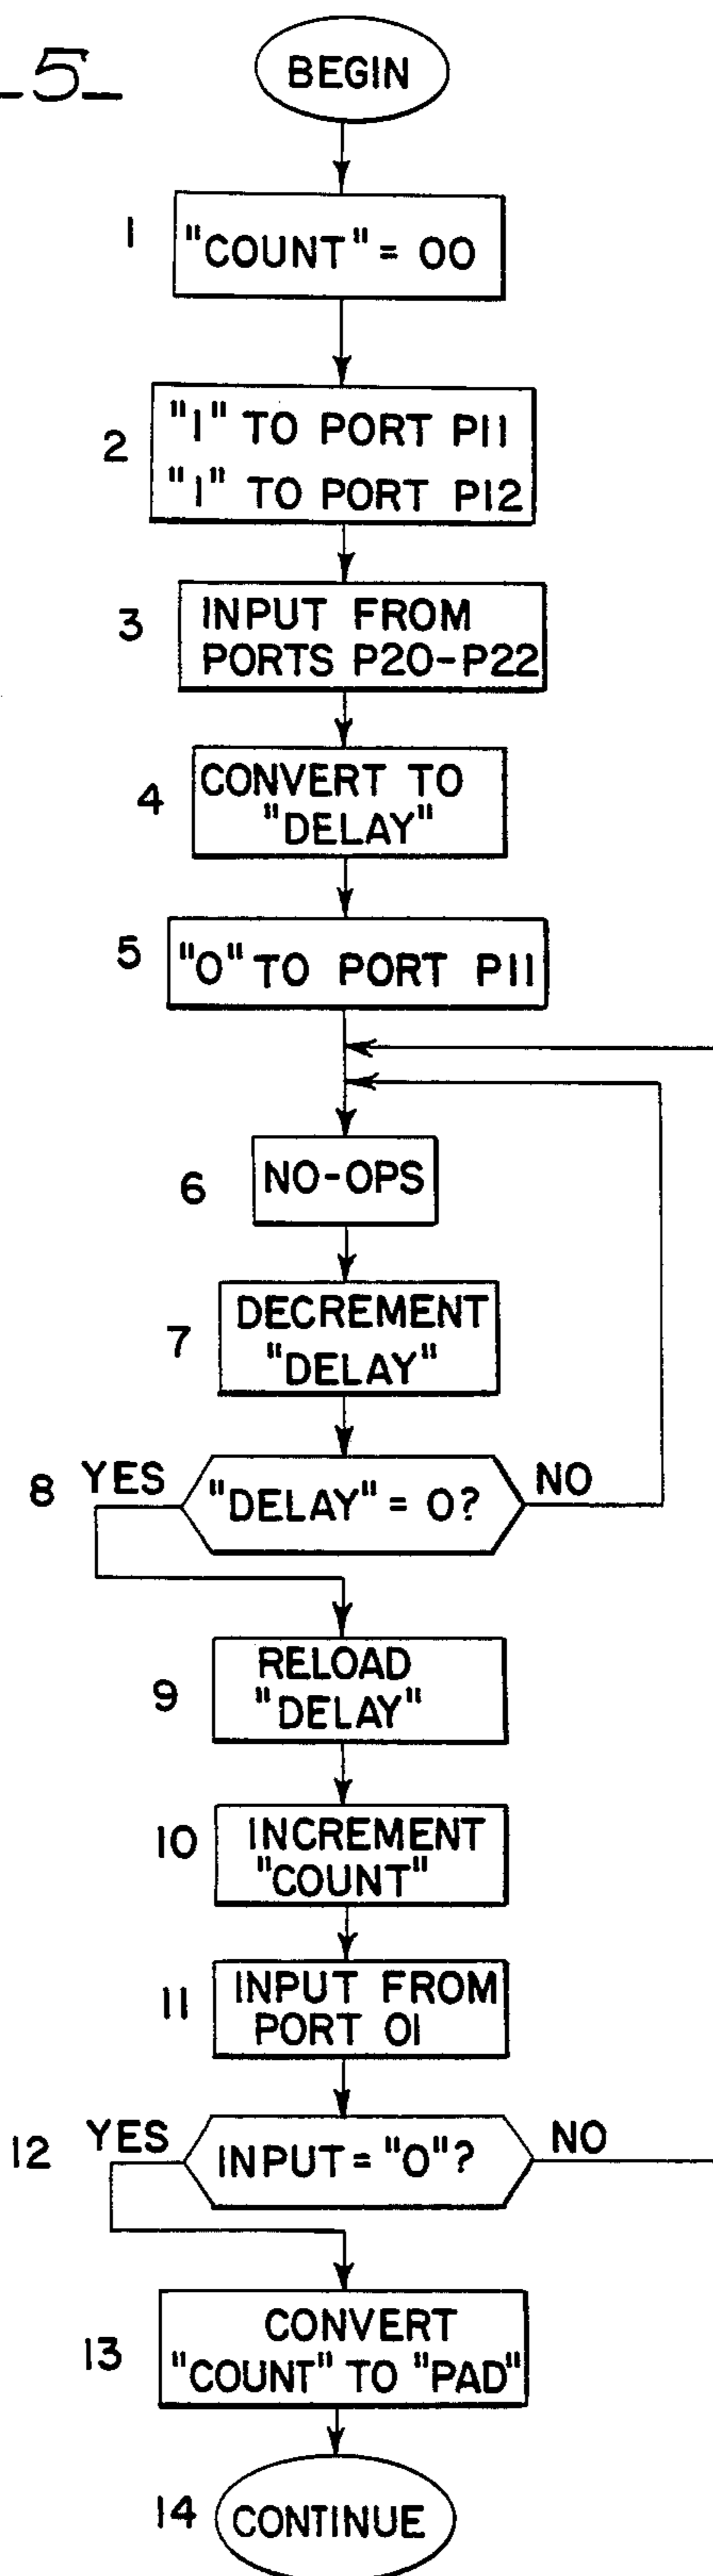 _5_
BEGIN
1
"COUNT" = 00
2
"1" TO PORT P11
"1" TO PORT P12
3
INPUT FROM
PORTS P20-P22
4
CONVERT TO
"DELAY"
5
"0" TO PORT P11
6
NO-OPS
7
DECREMENT
"DELAY"
8
YES
"DELAY" = 0?
NO
9
RELOAD
"DELAY"
10
INCREMENT
"COUNT"
11
INPUT FROM
PORT 01
12
YES
INPUT = "0"?
NO
13
CONVERT
"COUNT" TO "PAD"
14
CONTINUE